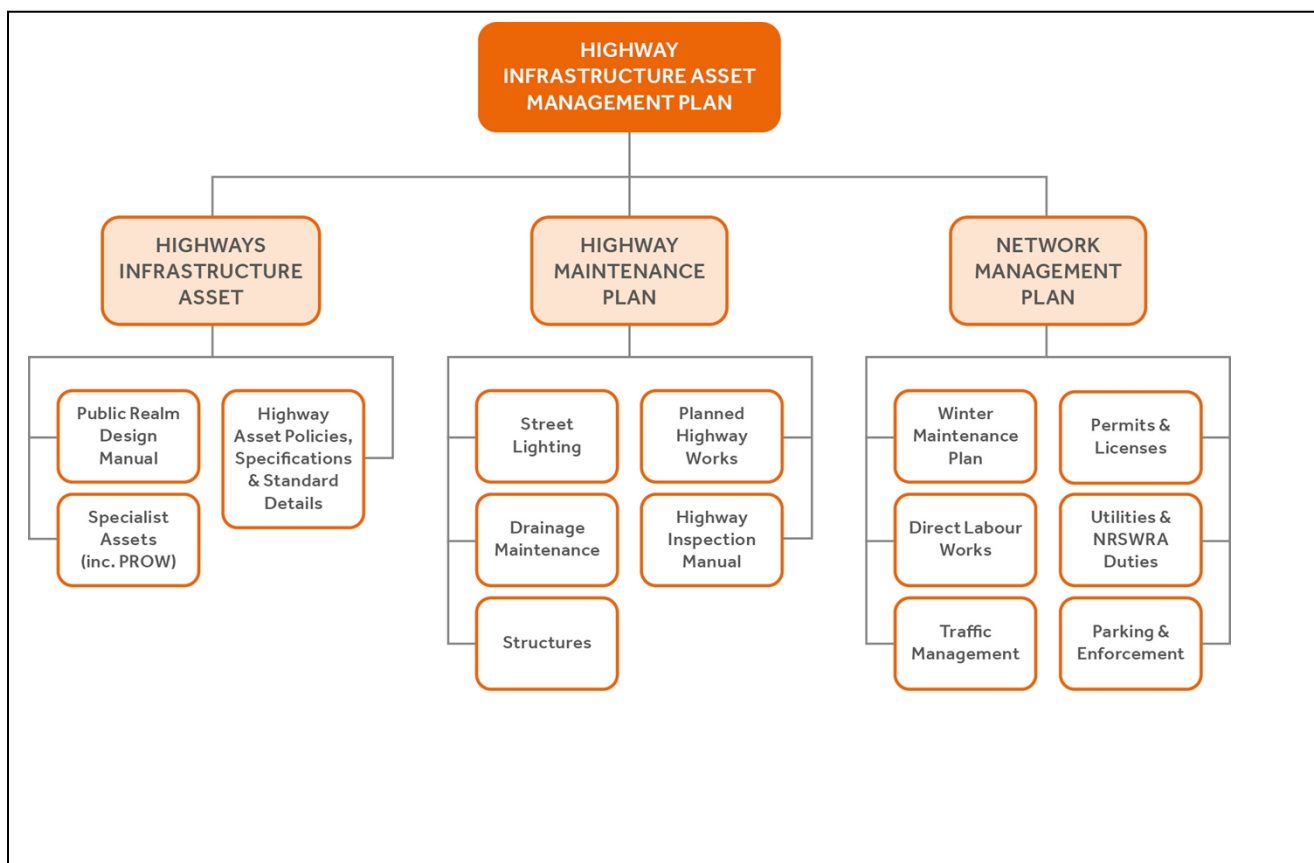 HIGHWAY
INFRASTRUCTURE ASSET
MANAGEMENT PLAN
HIGHWAYS
INFRASTRUCTURE
ASSET
HIGHWAY
MAINTENANCE
PLAN
NETWORK
MANAGEMENT
PLAN
Public Realm
Design
Manual
Highway
Asset Policies,
Specifications
& Standard
Details
Specialist
Assets
(inc. PROW)
Street
Lighting
Planned
Highway
Works
Drainage
Maintenance
Highway
Inspection
Manual
Structures
Winter
Maintenance
Plan
Permits &
Licenses
Direct Labour
Works
Utilities &
NRSWRA
Duties
Traffic
Management
Parking &
Enforcement